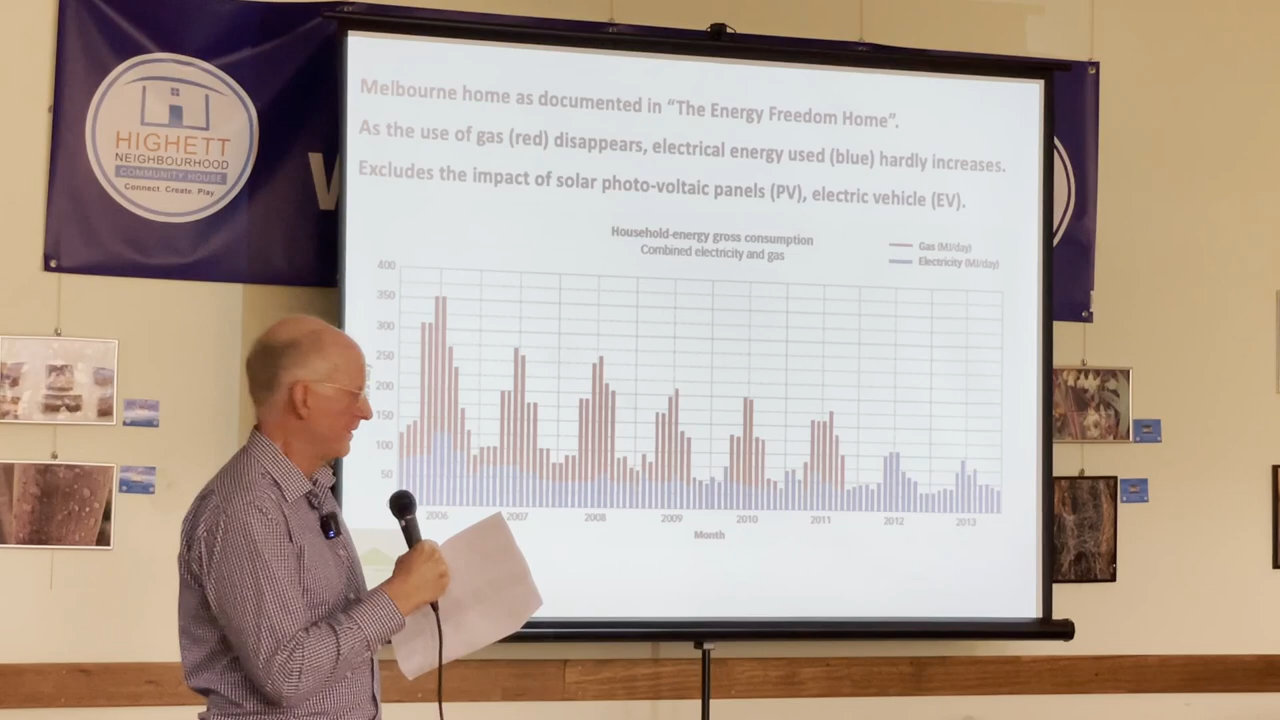 HIGHETT
NEIGHBOURHOOD
COMMUNITY HOUSE
Connect. Create. Play.
Melbourne home as documented in “The Energy Freedom Home”.
As the use of gas (red) disappears, electrical energy used (blue) hardly increases.
Excludes the impact of solar photo-voltaic panels (PV), electric vehicle (EV).
Household-energy gross consumption
Combined electricity and gas
Gas (MJ/day)
Electricity (MJ/day)
400
350
300
250
200
150
100
50
2006 2007 2008 2009 2010 2011 2012 2013
Month